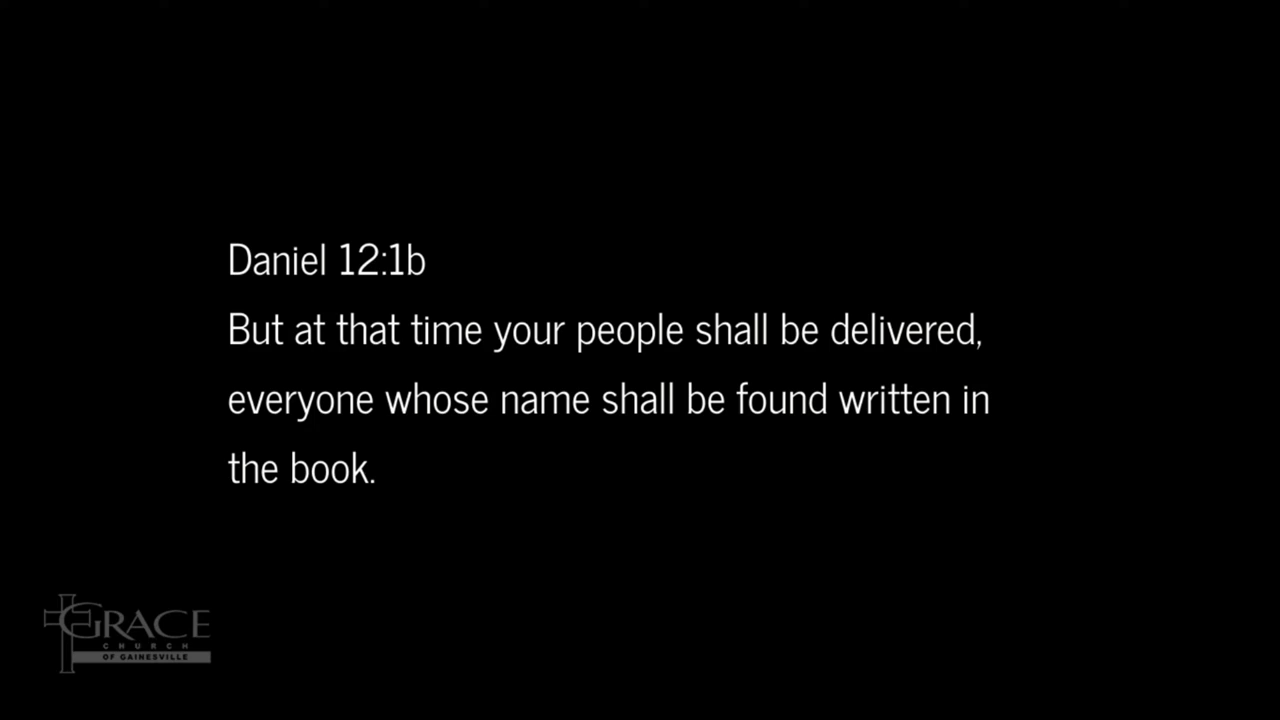 Daniel 12:1b
But at that time your people shall be delivered,
everyone whose name shall be found written in
the book.
GRACE
CHURCH
OF GAINESVILLE